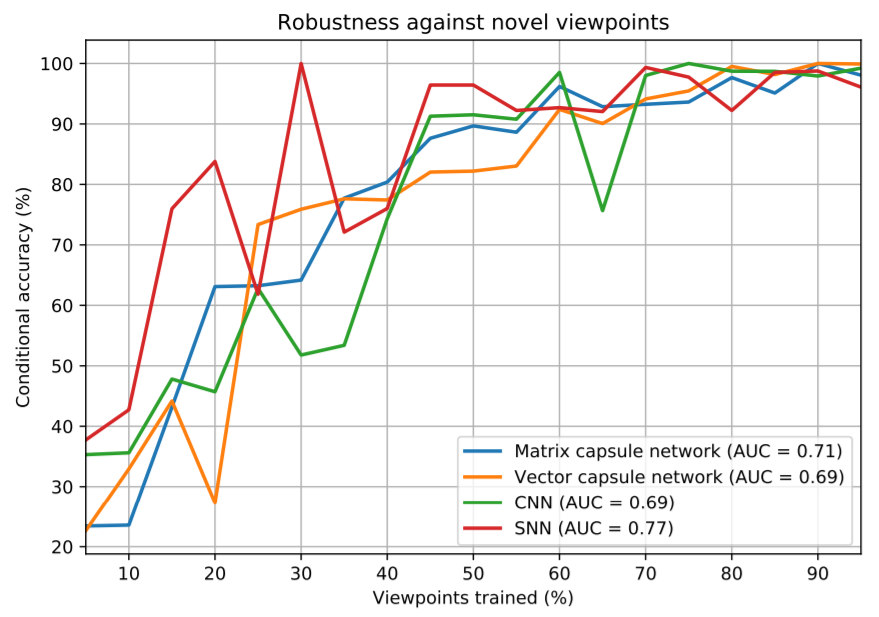 Robustness against novel viewpoints
Conditional accuracy (%)
100
90
80
70
60
50
40
30
20
Matrix capsule network (AUC = 0.71)
Vector capsule network (AUC = 0.69)
CNN (AUC = 0.69)
SNN (AUC = 0.77)
10 20 30 40 50 60 70 80 90
Viewpoints trained (%)